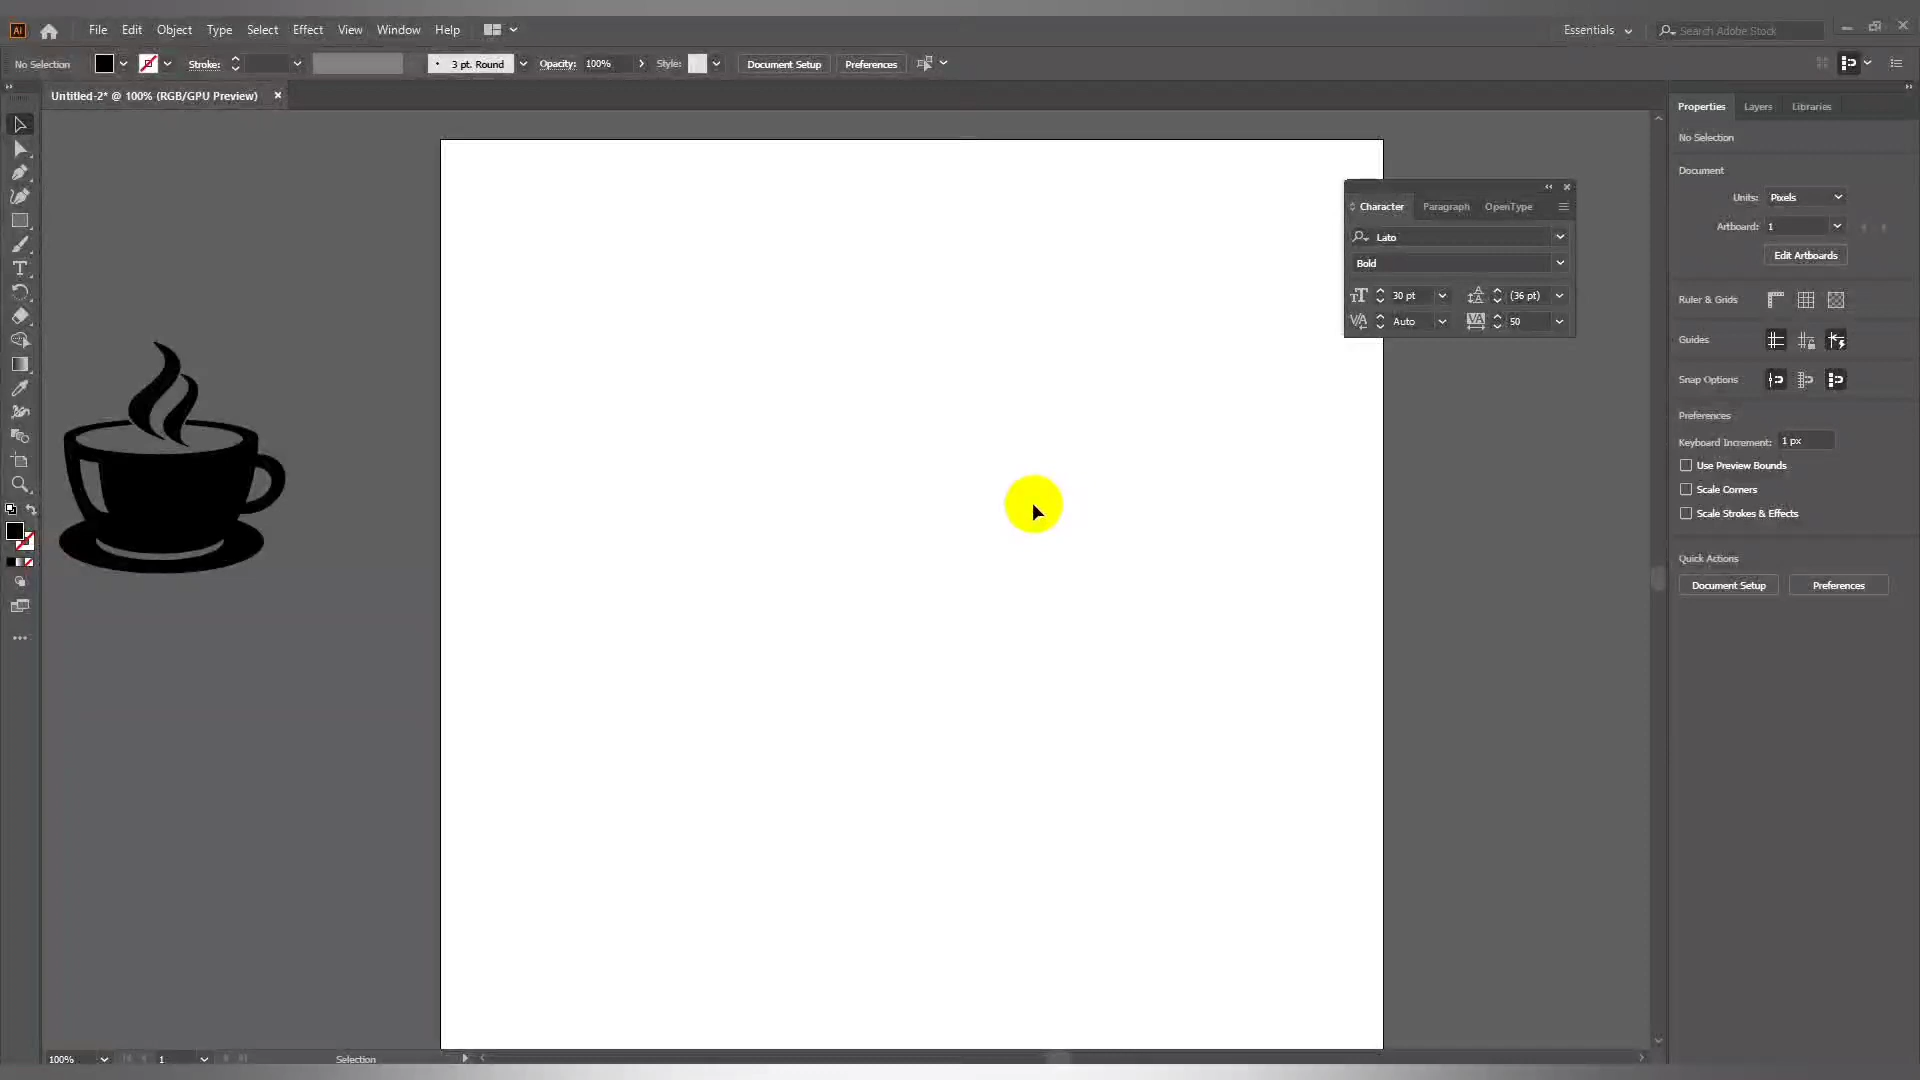 Ai File Edit Object Type Select Effect View Window Help Essentials Search Adobe Stock
No Selection Stroke: 3 pt. Round Opacity: 100% Style: Document Setup Preferences
Untitled-2* @ 100% (RGB/GPU Preview) ×
Properties Layers Libraries
No Selection
Document
Units: Pixels
Artboard: 1
Edit Artboards
Ruler & Grids
Guides
Snap Options
Preferences
Keyboard Increment: 1 px
Use Preview Bounds
Scale Corners
Scale Strokes & Effects
Quick Actions
Document Setup Preferences
Character Paragraph OpenType
Lato
Bold
30 pt (36 pt)
Auto 50
100% 1 Selection